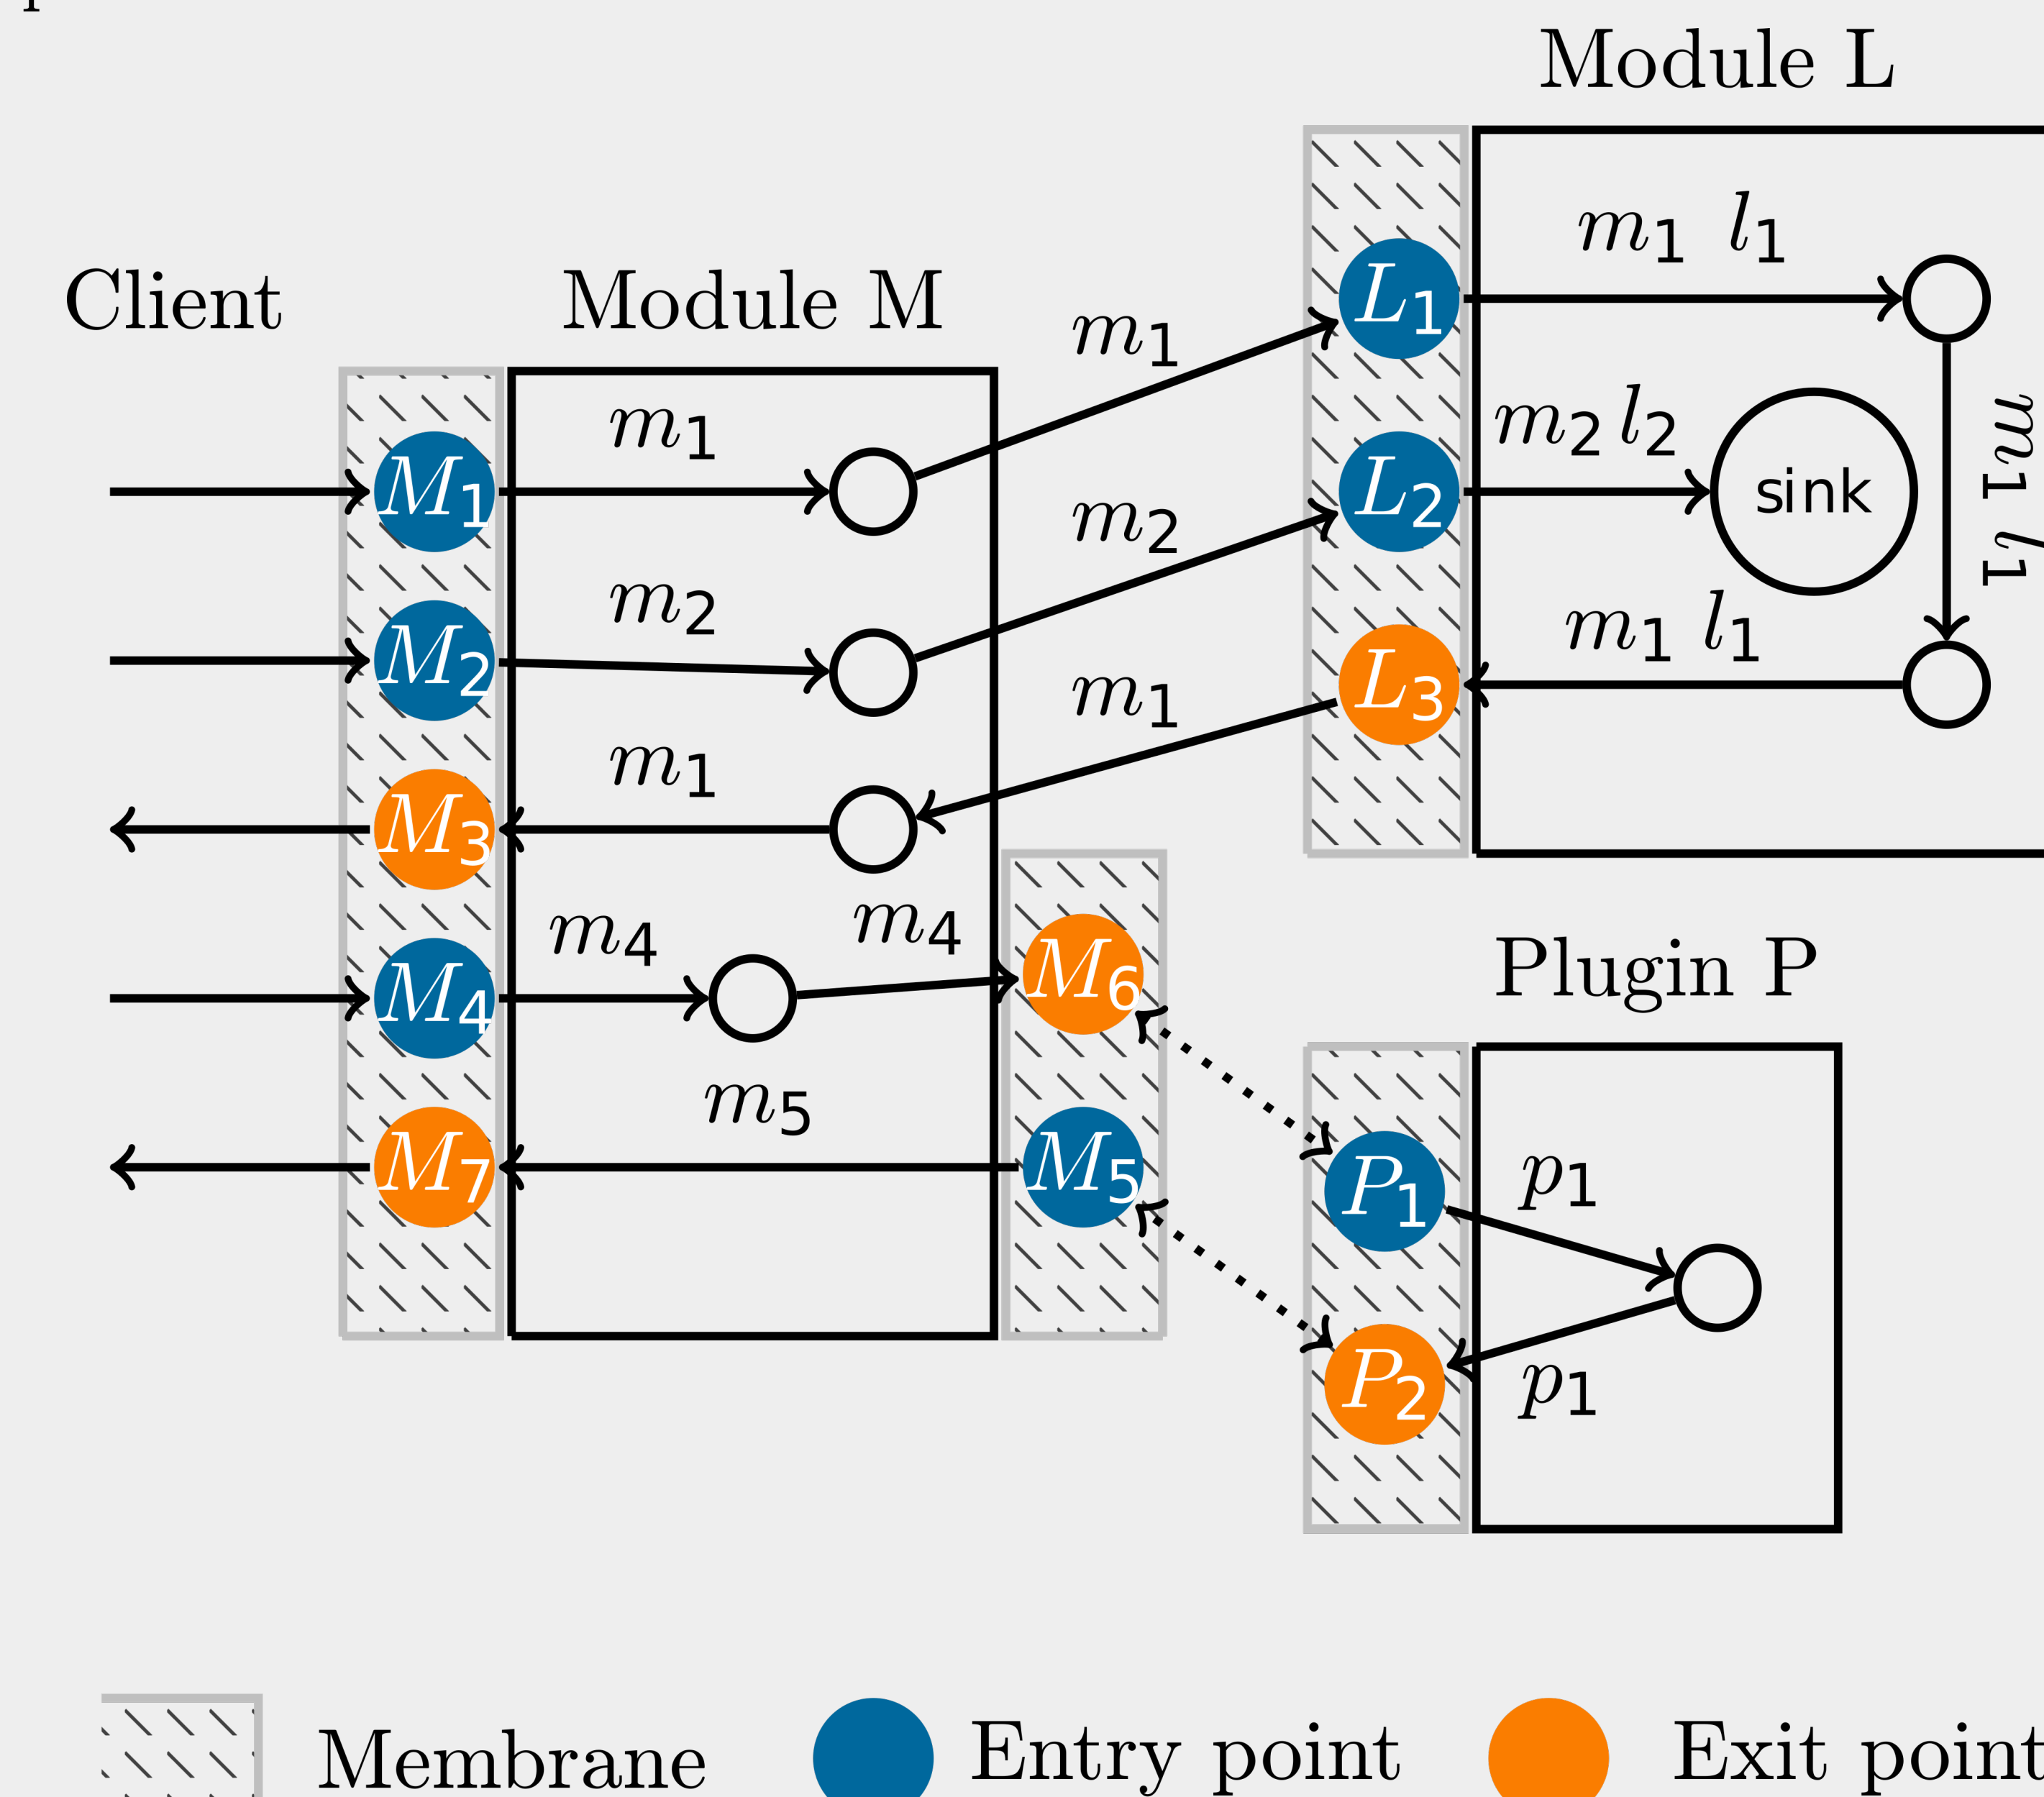 Module L
Client
Module M
m₁ l₁
m₁
L₁
m₁
m₂ l₂
m₁ l₁
M₁
m₂
L₂
sink
m₂
m₁ l₁
M₂
m₁
L₃
m₁
M₃
m₄
m₄
Plugin P
M₆
M₄
m₅
M₇
M₅
P₁
p₁
P₂
p₁
Membrane
Entry point
Exit point